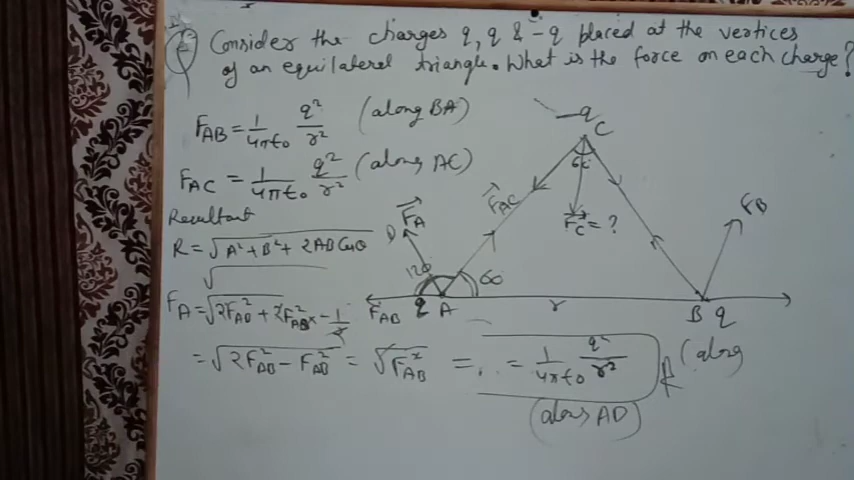 Consider the charges q, q & -q placed at the vertices
of an equilateral triangle. What is the force on each charge?
F_AB = 1/4πϵ₀ q²/r² (along BA)
F_AC = 1/4πϵ₀ q²/r² (along AC)
Resultant
R = √A² + B² + 2AB Cosθ
F_A = √2F_AB² + 2F_AB² x -1/2
= √2F_AB² - F_AB² = √F_AB² = . = 1/4πϵ₀ q²/r²
(along AD)
(along
-q
C
60
F_AC
F_C = ?
F_A
D
120
60
F_AB
q A
r
B q
F_B